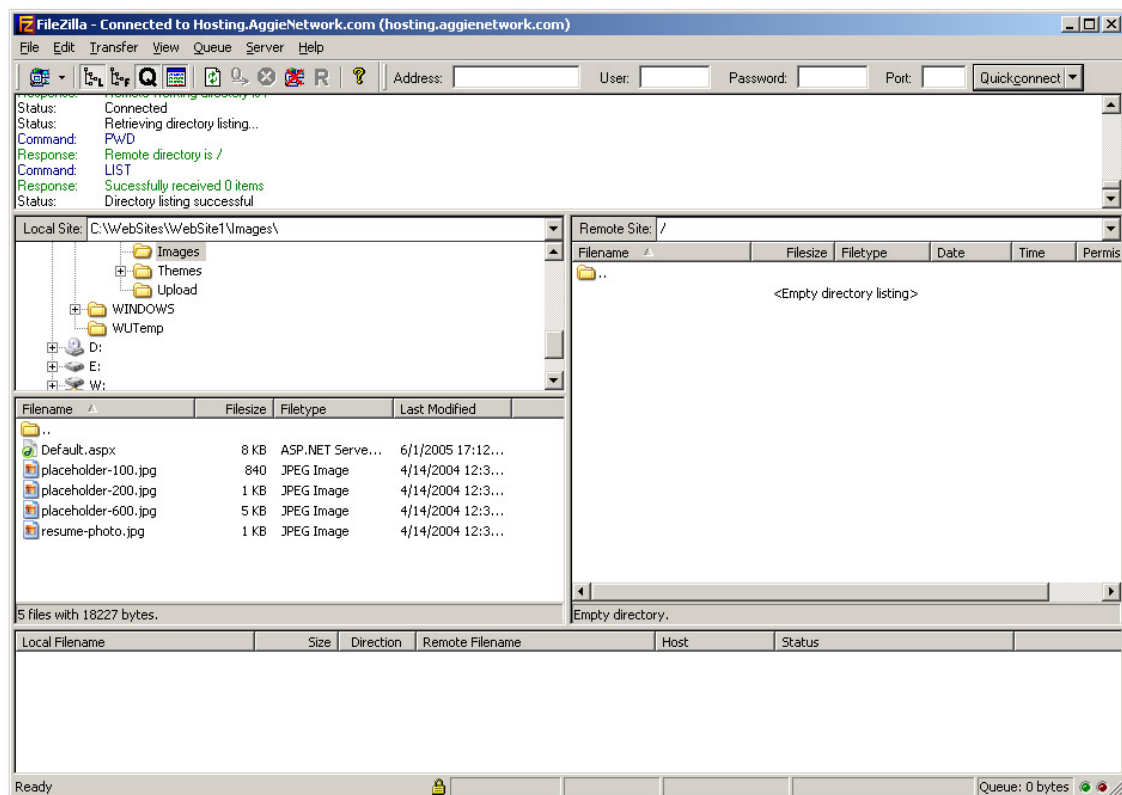 FileZilla - Connected to Hosting.AggieNetwork.com (hosting.aggienetwork.com)
File Edit Transfer View Queue Server Help
Address: User: Password: Port: Quickconnect
Status: Connected
Status: Retrieving directory listing...
Command: PWD
Response: Remote directory is /
Command: LIST
Response: Sucessfully received 0 items
Status: Directory listing successful
Local Site: C:\WebSites\WebSite1\Images\
Images
Themes
Upload
WINDOWS
WUTemp
D:
E:
W:
Filename Filesize Filetype Last Modified
..
Default.aspx 8 KB ASP.NET Serve... 6/1/2005 17:12...
placeholder-100.jpg 840 JPEG Image 4/14/2004 12:3...
placeholder-200.jpg 1 KB JPEG Image 4/14/2004 12:3...
placeholder-600.jpg 5 KB JPEG Image 4/14/2004 12:3...
resume-photo.jpg 1 KB JPEG Image 4/14/2004 12:3...
5 files with 18227 bytes.
Remote Site: /
Filename Filesize Filetype Date Time Permis
..
<Empty directory listing>
Empty directory.
Local Filename Size Direction Remote Filename Host Status
Ready Queue: 0 bytes